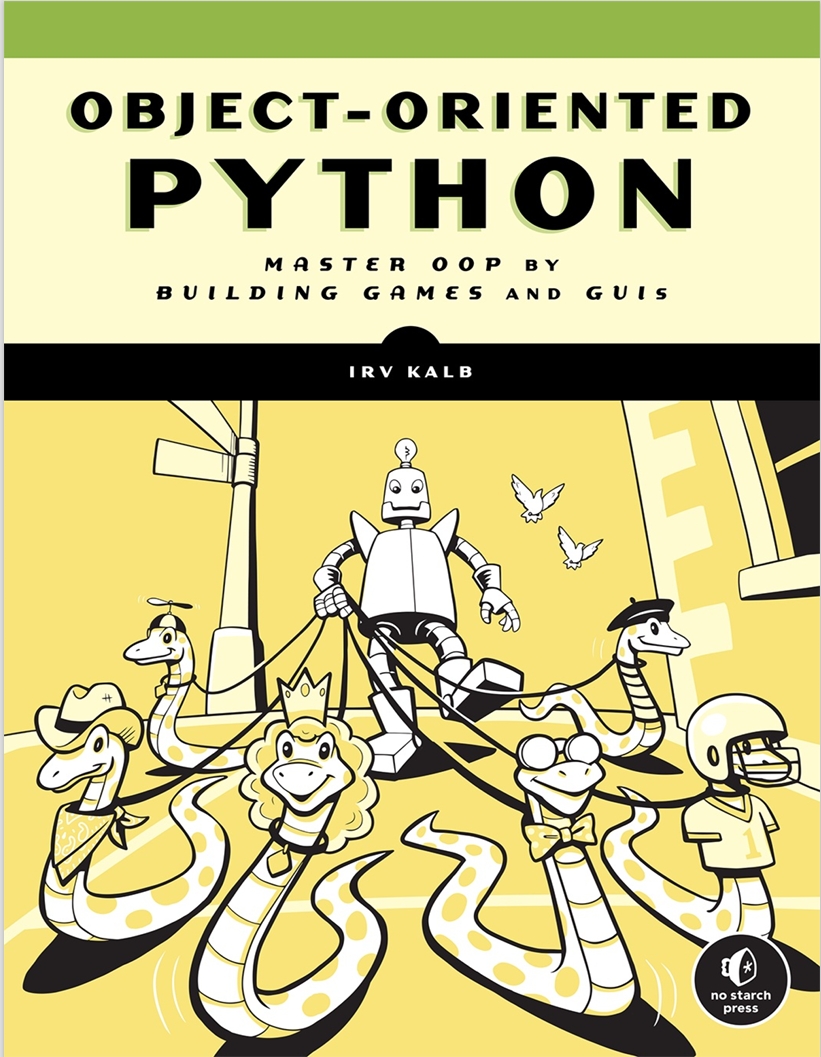 OBJECT-ORIENTED
PYTHON
MASTER OOP BY
BUILDING GAMES AND GUIs
IRV KALB
1
no starch
press